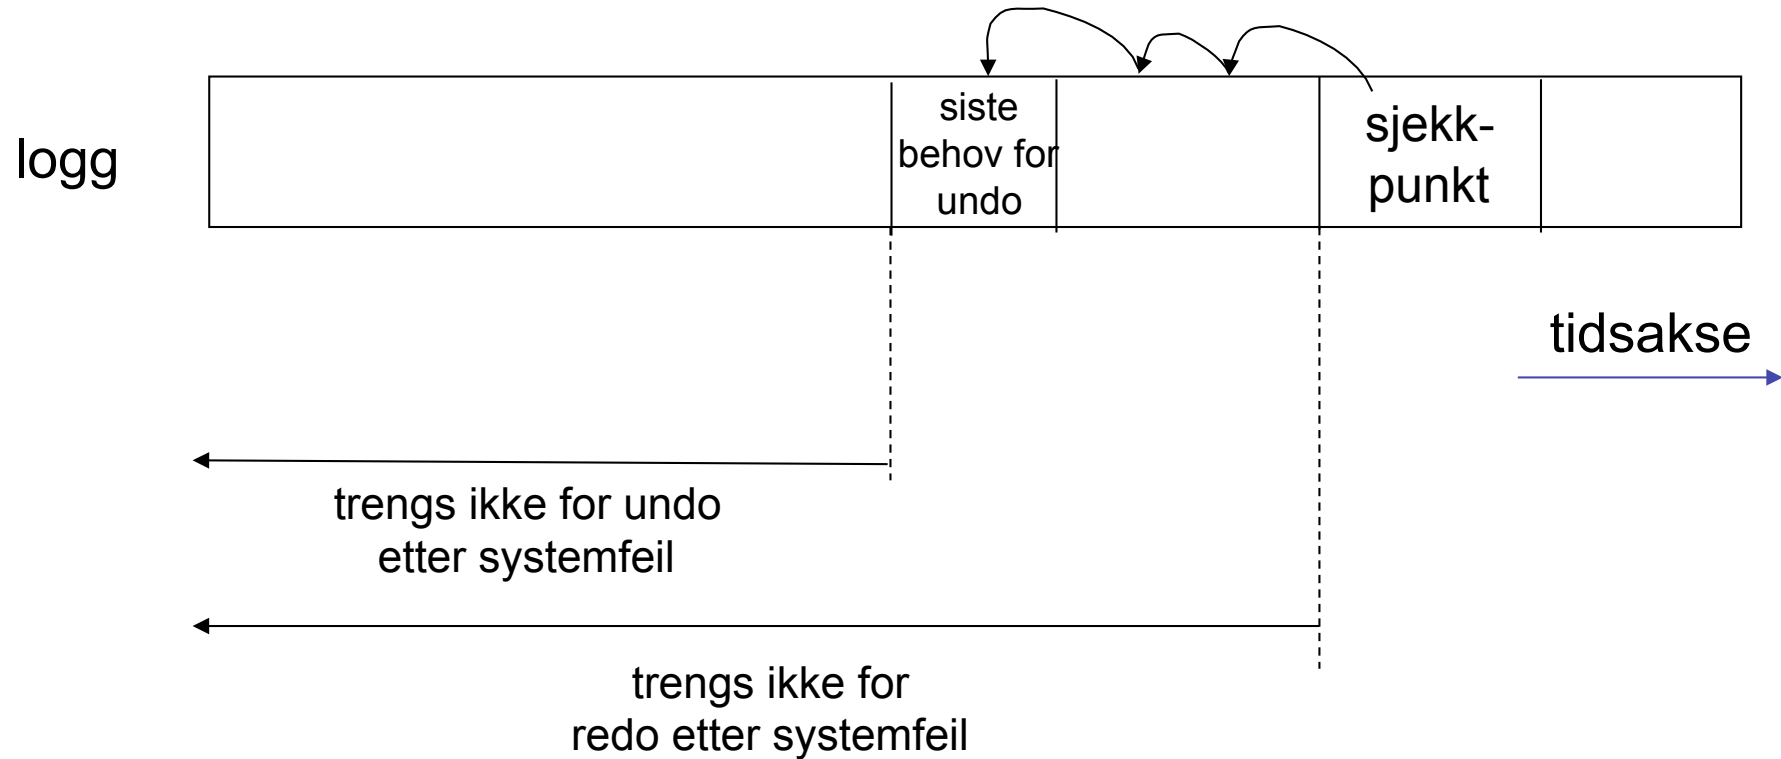 logg
siste
behov for
undo
sjekk-
punkt
tidsakse
trengs ikke for undo
etter systemfeil
trengs ikke for
redo etter systemfeil